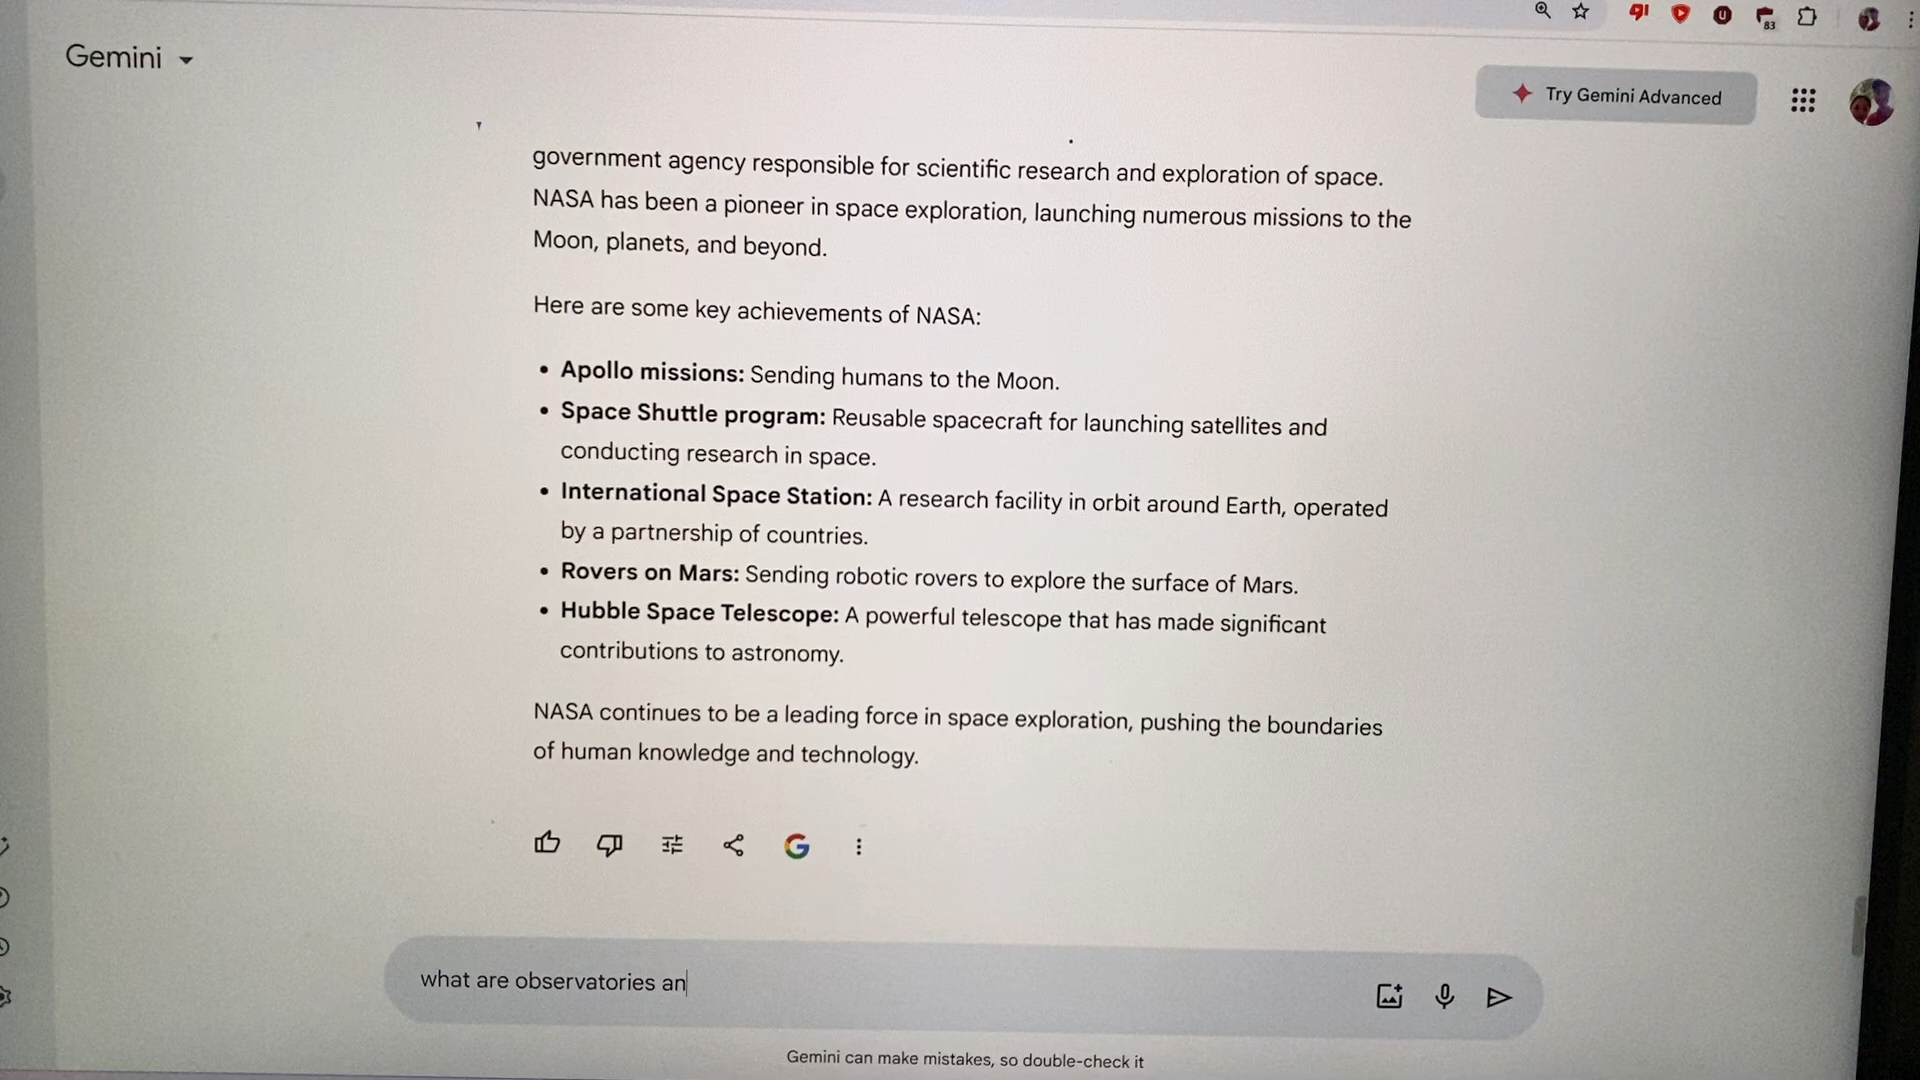 Gemini
Try Gemini Advanced
83
government agency responsible for scientific research and exploration of space.
NASA has been a pioneer in space exploration, launching numerous missions to the
Moon, planets, and beyond.
Here are some key achievements of NASA:
• Apollo missions: Sending humans to the Moon.
• Space Shuttle program: Reusable spacecraft for launching satellites and
conducting research in space.
• International Space Station: A research facility in orbit around Earth, operated
by a partnership of countries.
• Rovers on Mars: Sending robotic rovers to explore the surface of Mars.
• Hubble Space Telescope: A powerful telescope that has made significant
contributions to astronomy.
NASA continues to be a leading force in space exploration, pushing the boundaries
of human knowledge and technology.
what are observatories an
Gemini can make mistakes, so double-check it